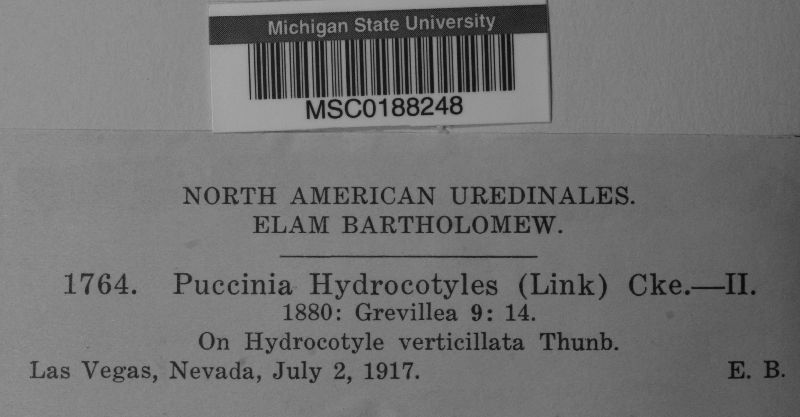 Michigan State University
MSC0188248
NORTH AMERICAN UREDINALES.
ELAM BARTHOLOMEW.
1764. Puccinia Hydrocotyles (Link) Cke.—II.
1880: Grevillea 9: 14.
On Hydrocotyle verticillata Thunb.
Las Vegas, Nevada, July 2, 1917. E. B.